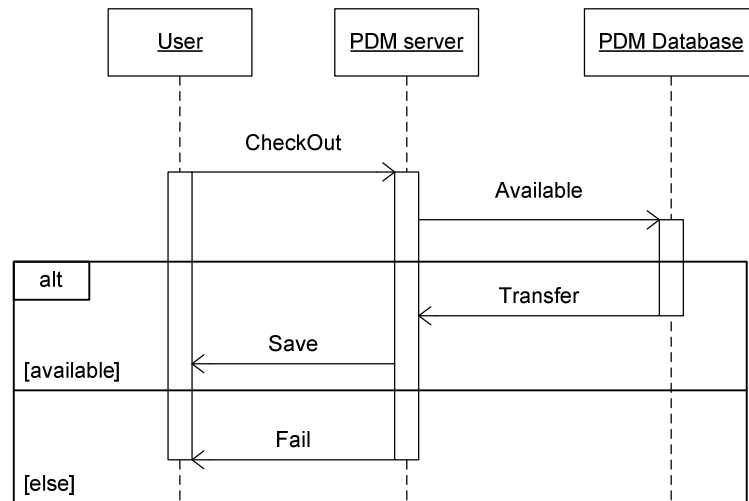 User
PDM server
PDM Database
CheckOut
Available
alt
Transfer
Save
[available]
Fail
[else]